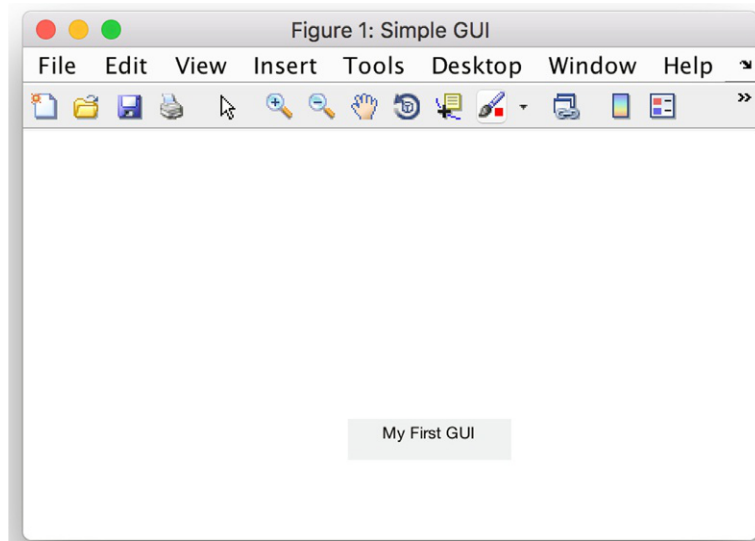 Figure 1: Simple GUI
File Edit View Insert Tools Desktop Window Help
My First GUI